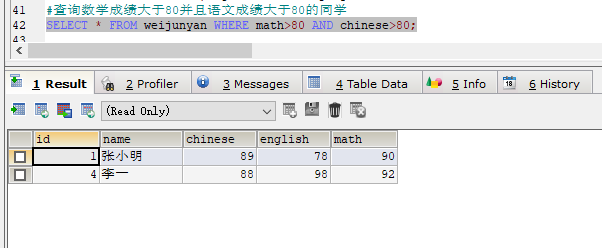 41 #查询数学成绩大于80并且语文成绩大于80的同学
42 SELECT * FROM weijunyan WHERE math>80 AND chinese>80;
1 Result 2 Profiler 3 Messages 4 Table Data 5 Info 6 History
(Read Only)
id name chinese english math
1 张小明 89 78 90
4 李一 88 98 92